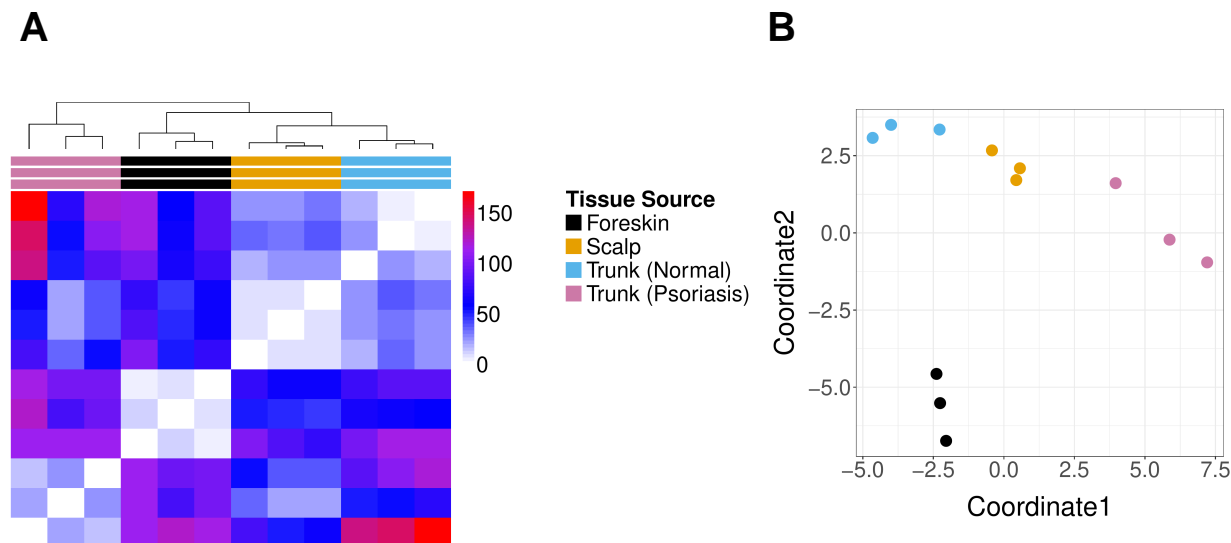 A
B
150
100
50
0
Tissue Source
Foreskin
Scalp
Trunk (Normal)
Trunk (Psoriasis)
Coordinate2
2.5
0.0
−2.5
−5.0
−5.0 −2.5 0.0 2.5 5.0 7.5
Coordinate1